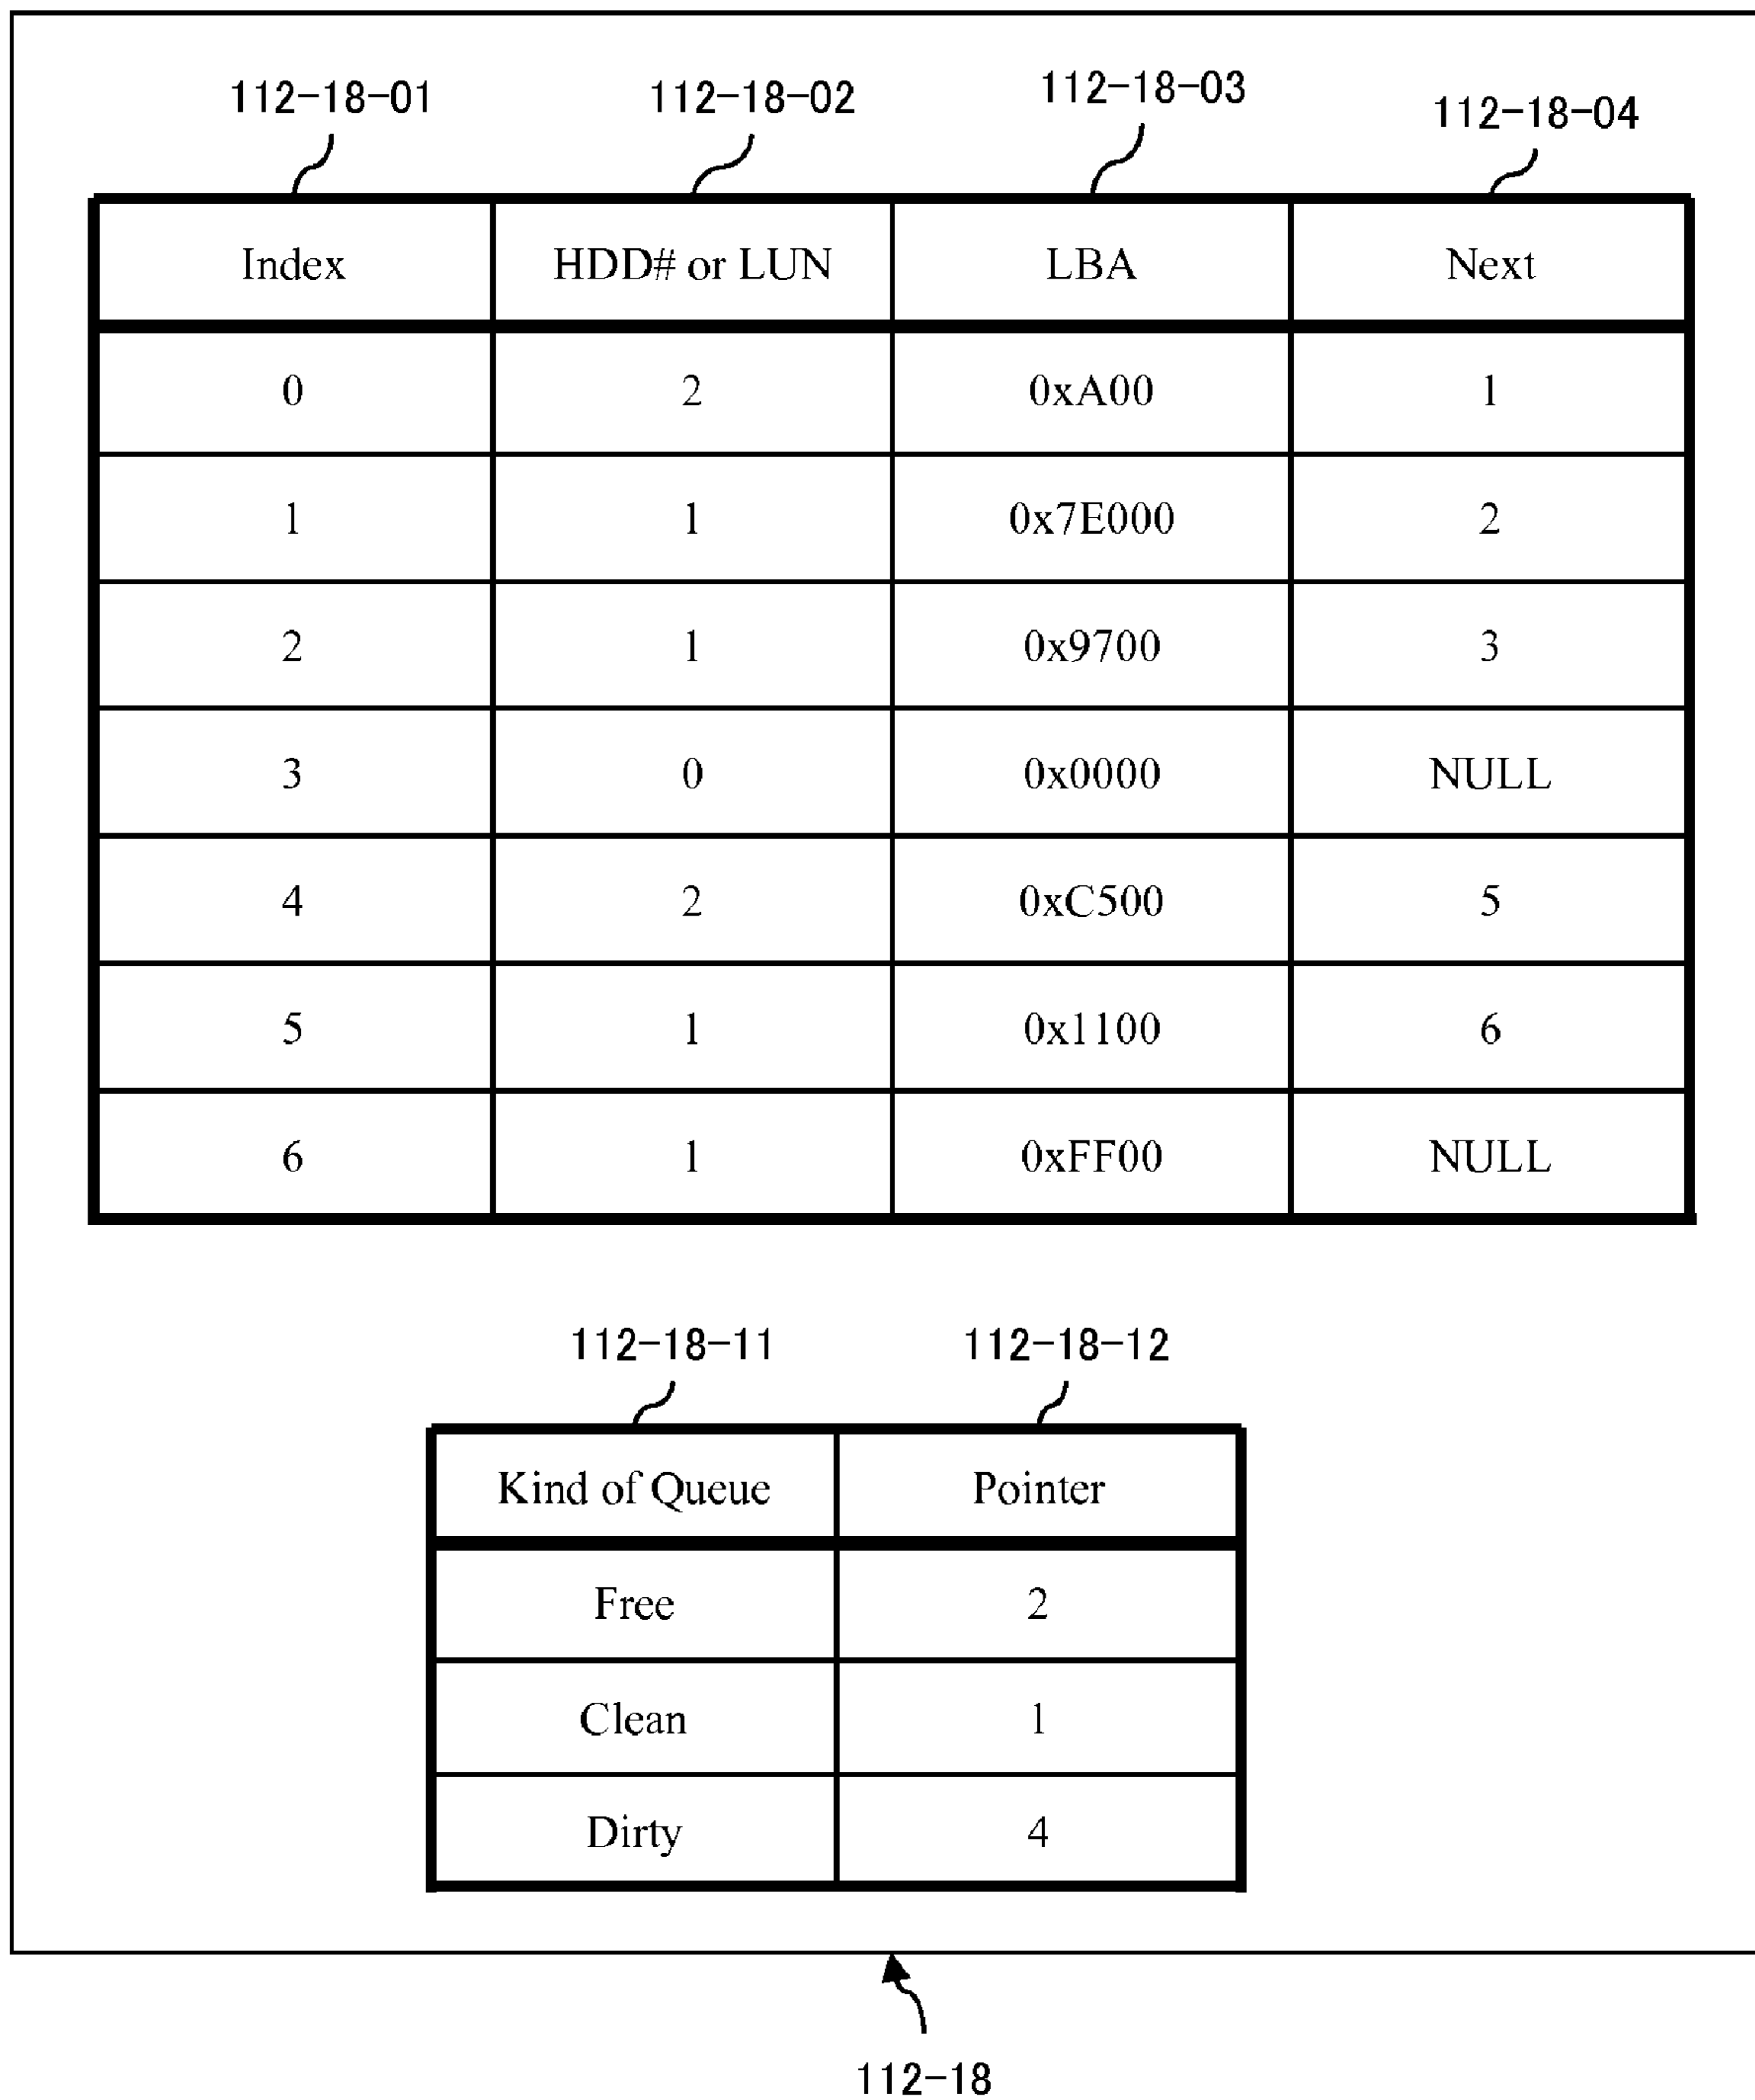 112-18-01 112-18-02 112-18-03 112-18-04
Index HDD# or LUN LBA Next
0 2 0xA00 1
1 1 0x7E000 2
2 1 0x9700 3
3 0 0x0000 NULL
4 2 0xC500 5
5 1 0x1100 6
6 1 0xFF00 NULL
112-18-11 112-18-12
Kind of Queue Pointer
Free 2
Clean 1
Dirty 4
112-18